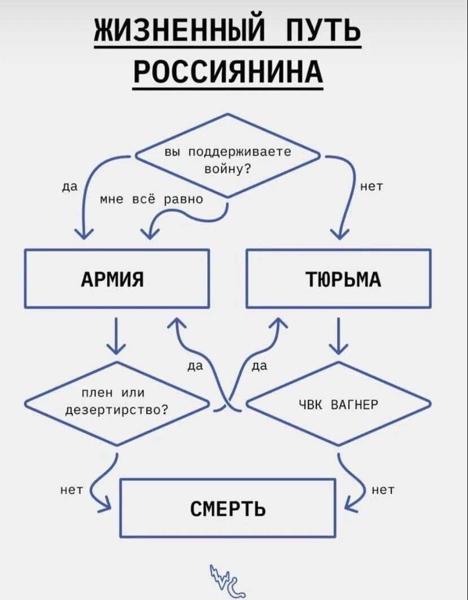 ЖИЗНЕННЫЙ ПУТЬ
РОССИЯНИНА
вы поддерживаете
войну?
да
мне всё равно
нет
АРМИЯ
ТЮРЬМА
да
да
плен или
дезертирство?
ЧВК ВАГНЕР
нет
нет
СМЕРТЬ